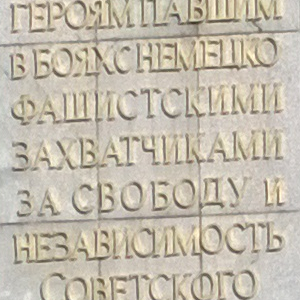 ГЕРОЯМ ПАВШИМ
В БОЯХ С НЕМЕЦКО
ФАШИСТСКИМИ
ЗАХВАТЧИКАМИ
ЗА СВОБОДУ И
НЕЗАВИСИМОСТЬ
СОВЕТСКОГО